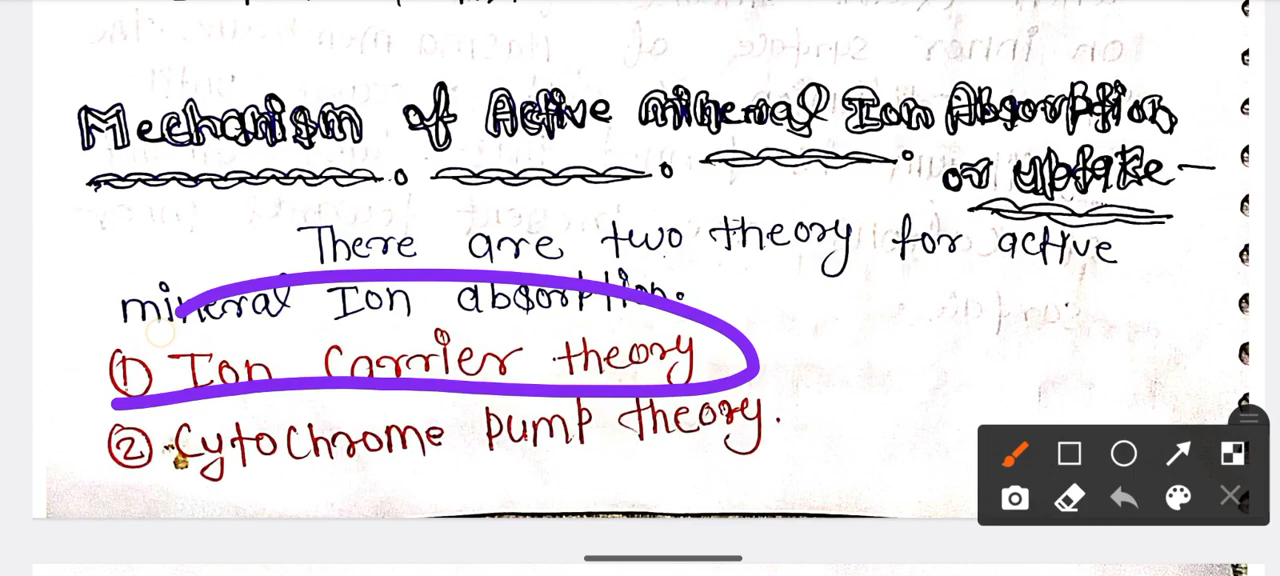 Mechanism of Active mineral Ion Absorption
or uptake —
There are two theory for active
mineral Ion absorption.
① Ion Carrier theory
② Cytochrome pump theory.